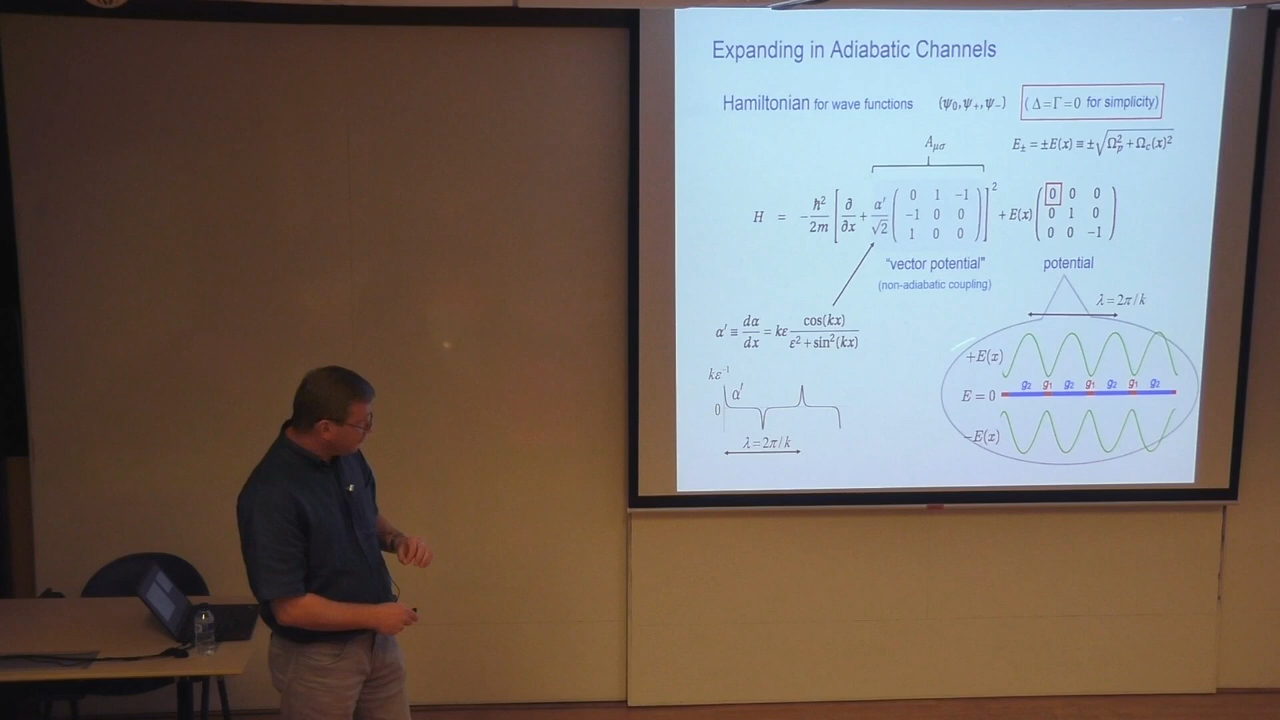 Expanding in Adiabatic Channels
Hamiltonian for wave functions (ψ₀,ψ₊,ψ₋) (Δ=Γ=0 for simplicity)
A_μσ E± = ±E(x) ≡ ±√(Ω_p² + Ω_c(x)²)
H = -ħ²/2m [∂/∂x + α'/√2 (0 1 -1; -1 0 0; 1 0 0)]² + E(x) (0 0 0; 0 1 0; 0 0 -1)
"vector potential" potential
(non-adiabatic coupling)
λ=2π/k
α' ≡ dα/dx = kε cos(kx)/(ε²+sin²(kx))
+E(x)
kε⁻¹
α'
g₂ g₁ g₂ g₁ g₂ g₁ g₂
E = 0
0
-E(x)
λ=2π/k